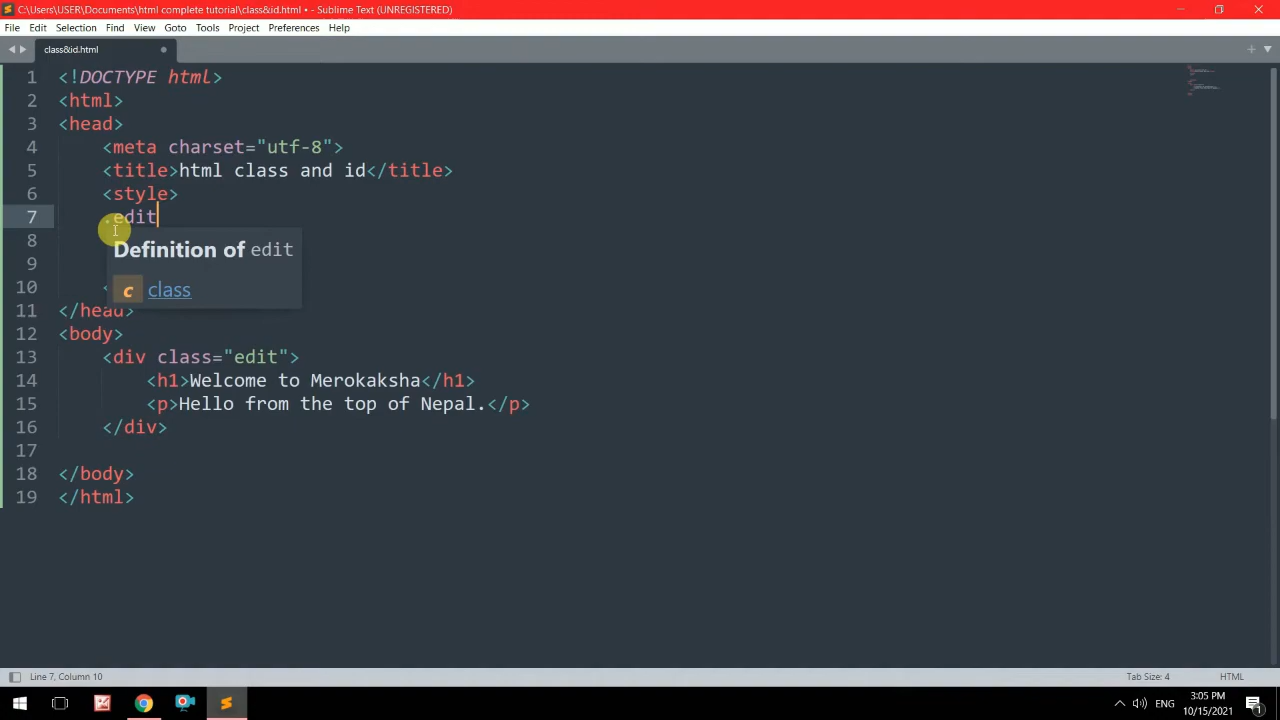 C:\Users\USER\Documents\html complete tutorial\class&id.html • - Sublime Text (UNREGISTERED)
File Edit Selection Find View Goto Tools Project Preferences Help
class&id.html
1 <!DOCTYPE html>
2 <html>
3 <head>
4 <meta charset="utf-8">
5 <title>html class and id</title>
6 <style>
7 .edit
8
Definition of edit
9
10 <
c class
11 </head>
12 <body>
13 <div class="edit">
14 <h1>Welcome to Merokaksha</h1>
15 <p>Hello from the top of Nepal.</p>
16 </div>
17
18 </body>
19 </html>
Line 7, Column 10 Tab Size: 4 HTML
3:05 PM
ENG
10/15/2021
1